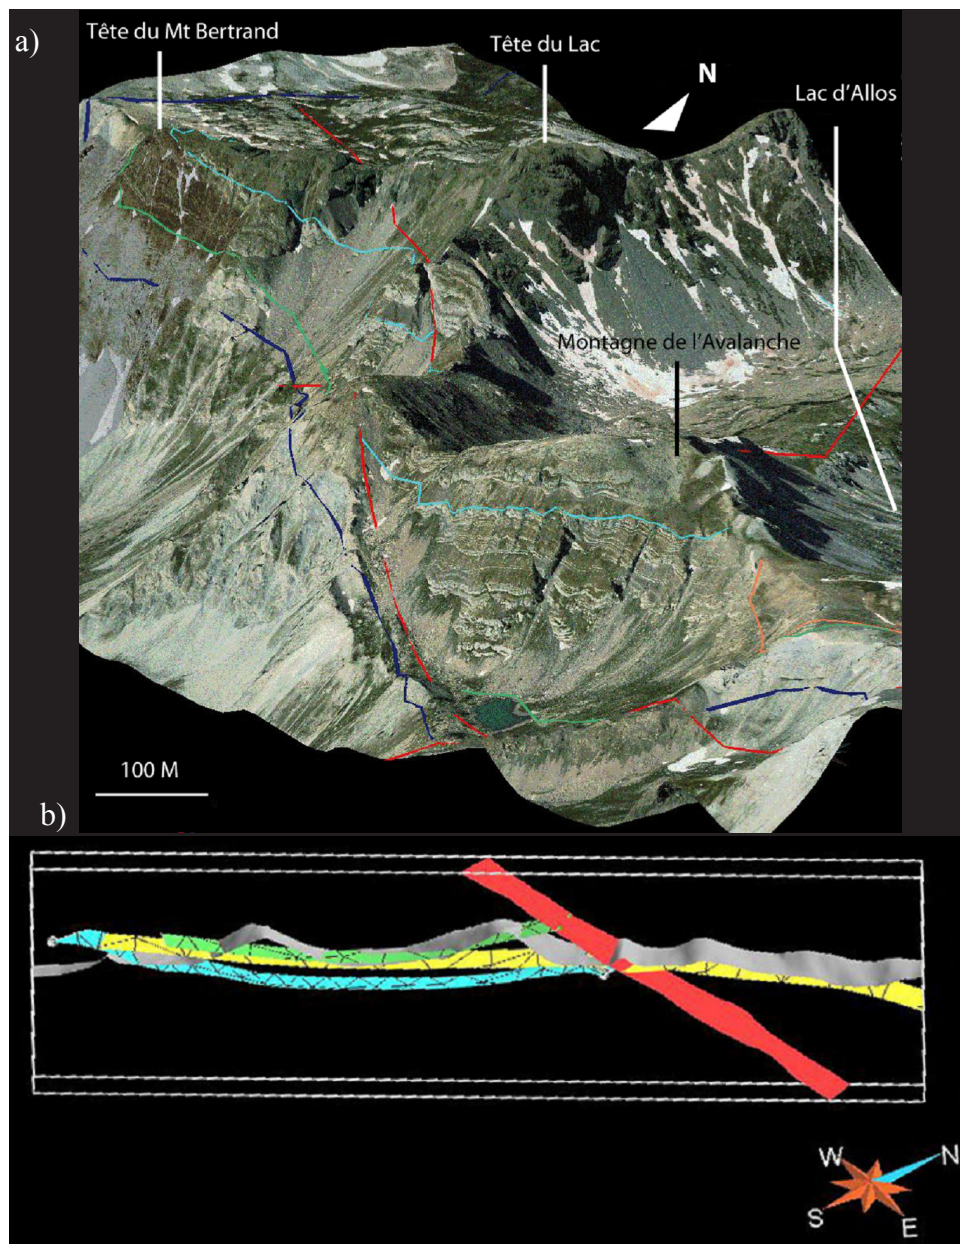 a)
Tête du Mt Bertrand
Tête du Lac
N
Lac d'Allos
Montagne de l'Avalanche
100 M
b)
W
N
S
E